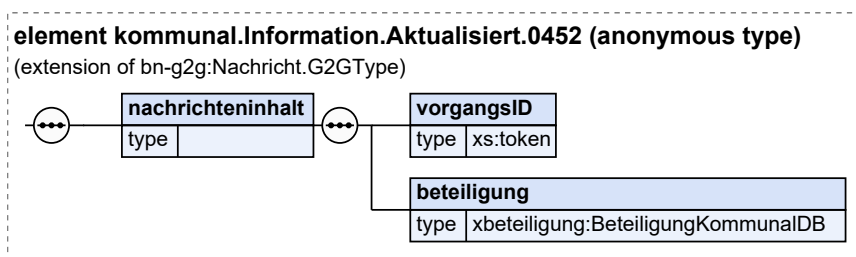 element kommunal.Information.Aktualisiert.0452 (anonymous type)
(extension of bn-g2g:Nachricht.G2GType)
nachrichteninhalt
type
vorgangsID
type xs:token
beteiligung
type xbeteiligung:BeteiligungKommunalDB